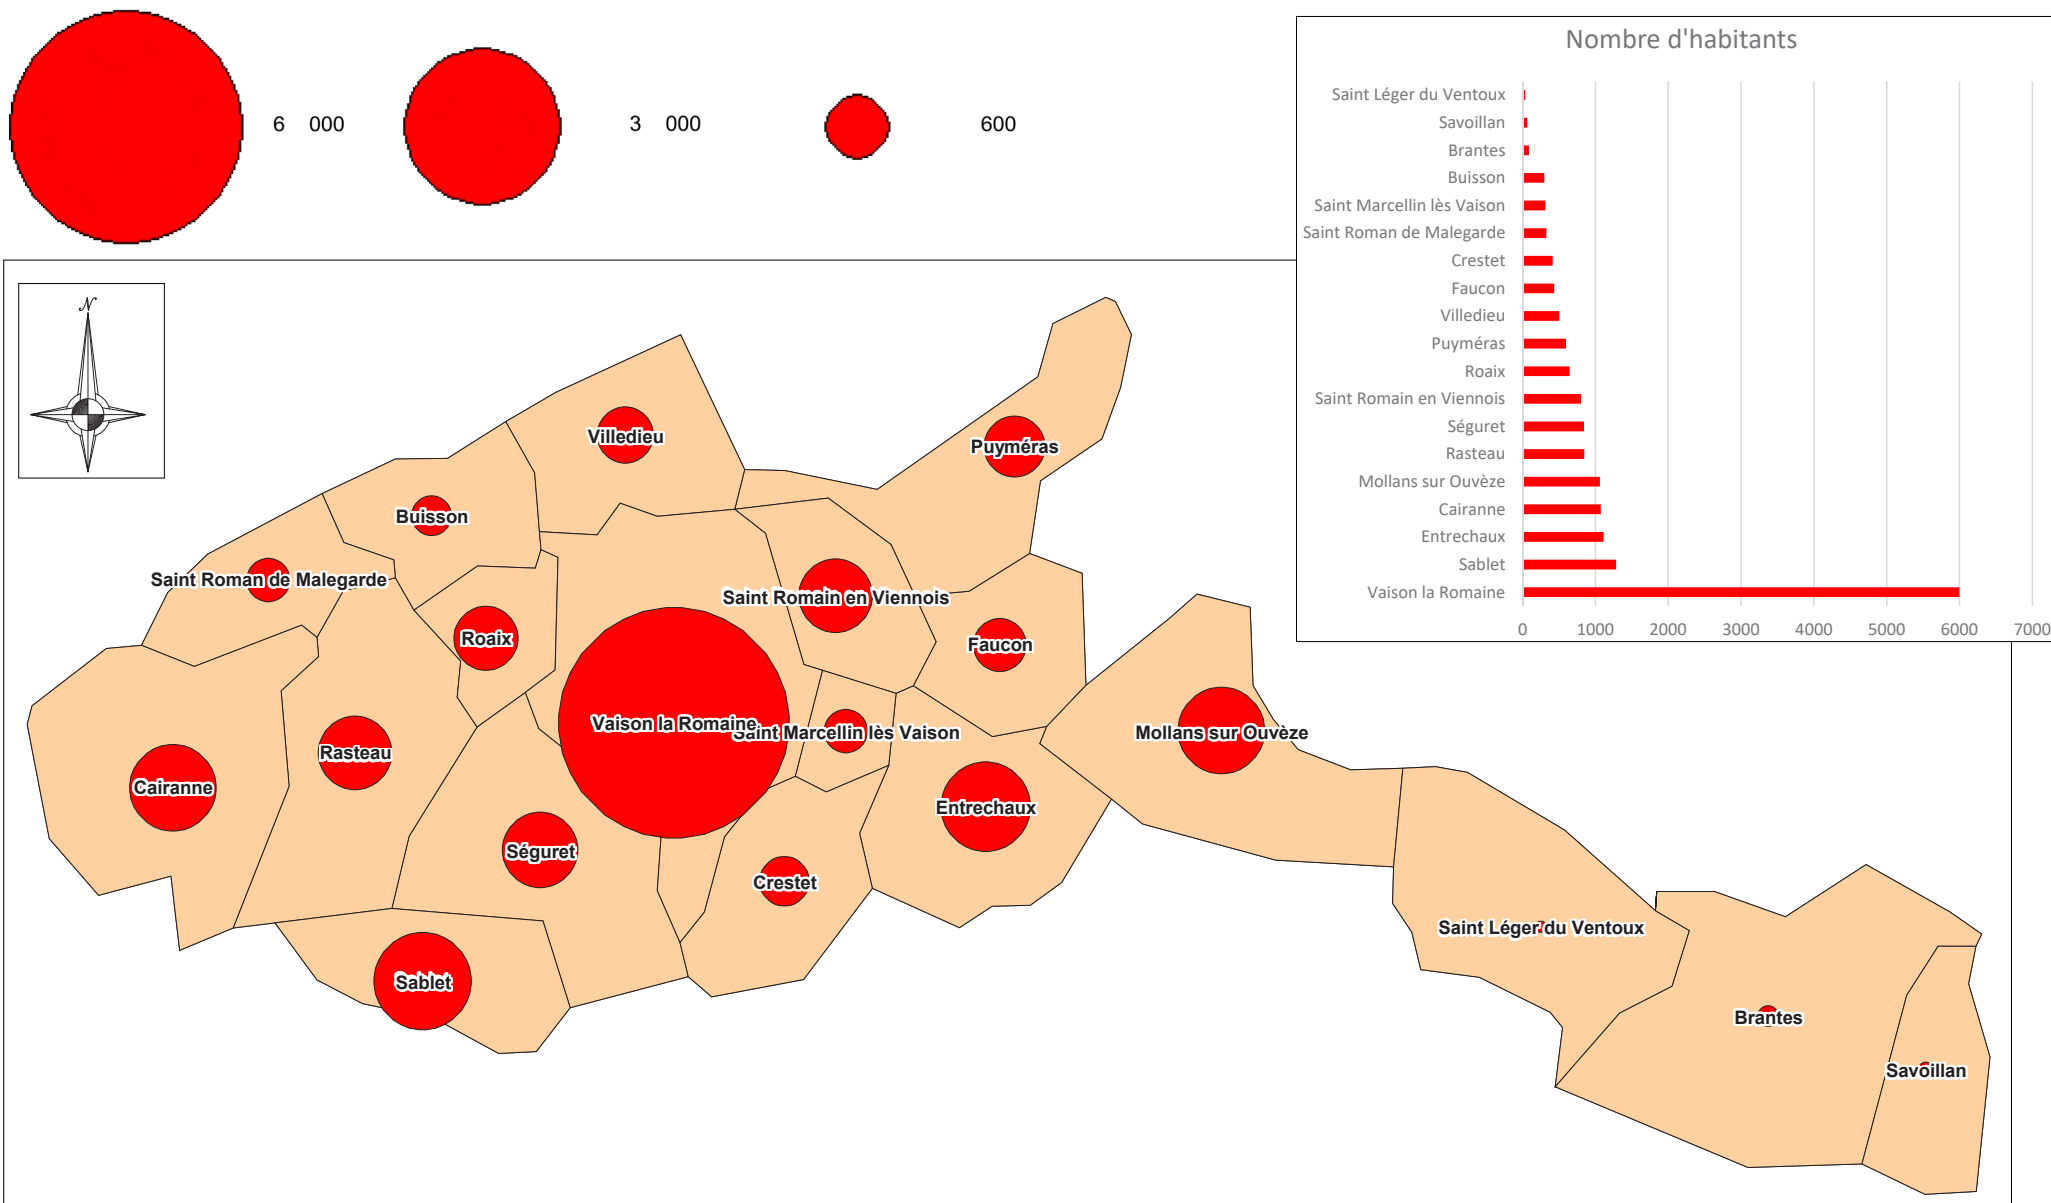 6 000
3 000
600
Nombre d'habitants
Saint Léger du Ventoux
Savoillan
Brantes
Buisson
Saint Marcellin lès Vaison
Saint Roman de Malegarde
Crestet
Faucon
Villedieu
Puyméras
Roaix
Saint Romain en Viennois
Séguret
Rasteau
Mollans sur Ouvèze
Cairanne
Entrechaux
Sablet
Vaison la Romaine
0 1000 2000 3000 4000 5000 6000 7000
N
Villedieu
Puyméras
Buisson
Saint Roman de Malegarde
Saint Romain en Viennois
Roaix
Faucon
Vaison la Romaine
Saint Marcellin lès Vaison
Mollans sur Ouvèze
Rasteau
Cairanne
Entrechaux
Séguret
Crestet
Saint Léger du Ventoux
Sablet
Brantes
Savoillan